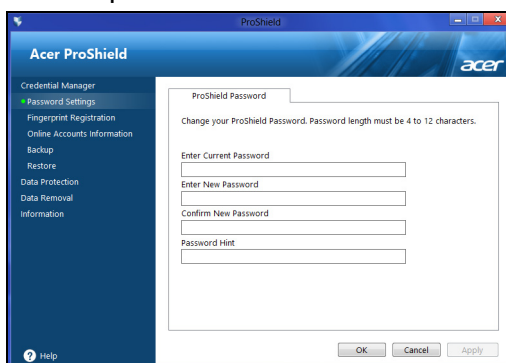 ProShield
Acer ProShield
acer
Credential Manager
Password Settings
Fingerprint Registration
Online Accounts Information
Backup
Restore
Data Protection
Data Removal
Information
Help
ProShield Password
Change your ProShield Password. Password length must be 4 to 12 characters.
Enter Current Password
Enter New Password
Confirm New Password
Password Hint
OK
Cancel
Apply